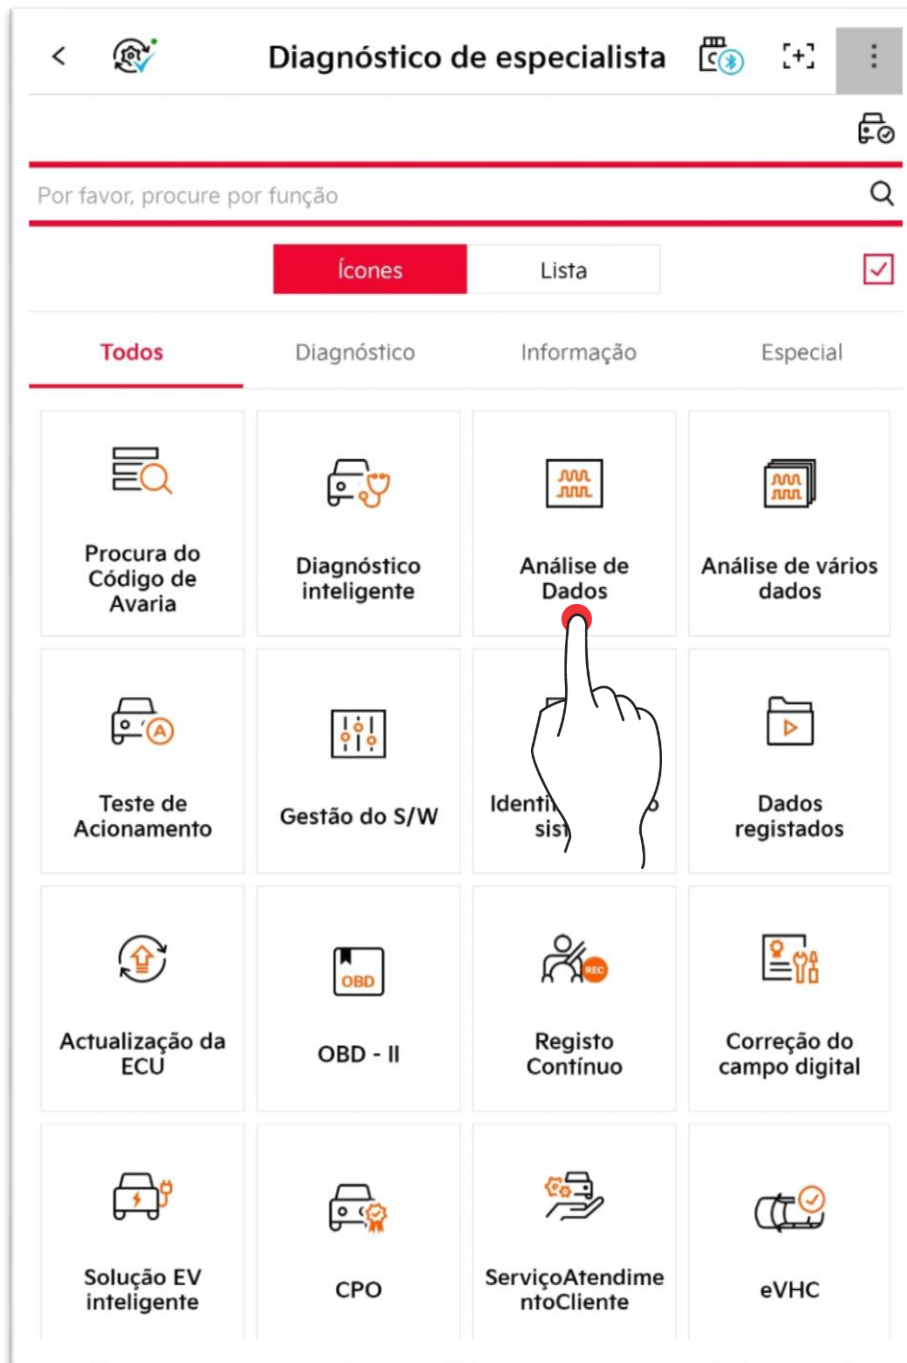 Diagnóstico de especialista
Por favor, procure por função
Ícones
Lista
Todos
Diagnóstico
Informação
Especial
Procura do
Código de
Avaria
Diagnóstico
inteligente
Análise de
Dados
Análise de vários
dados
A
Teste de
Acionamento
Gestão do S/W
Dados
registados
Actualização da
ECU
OBD
OBD - II
REC
Registo
Contínuo
Correção do
campo digital
Solução EV
inteligente
CPO
ServiçoAtendime
ntoCliente
eVHC